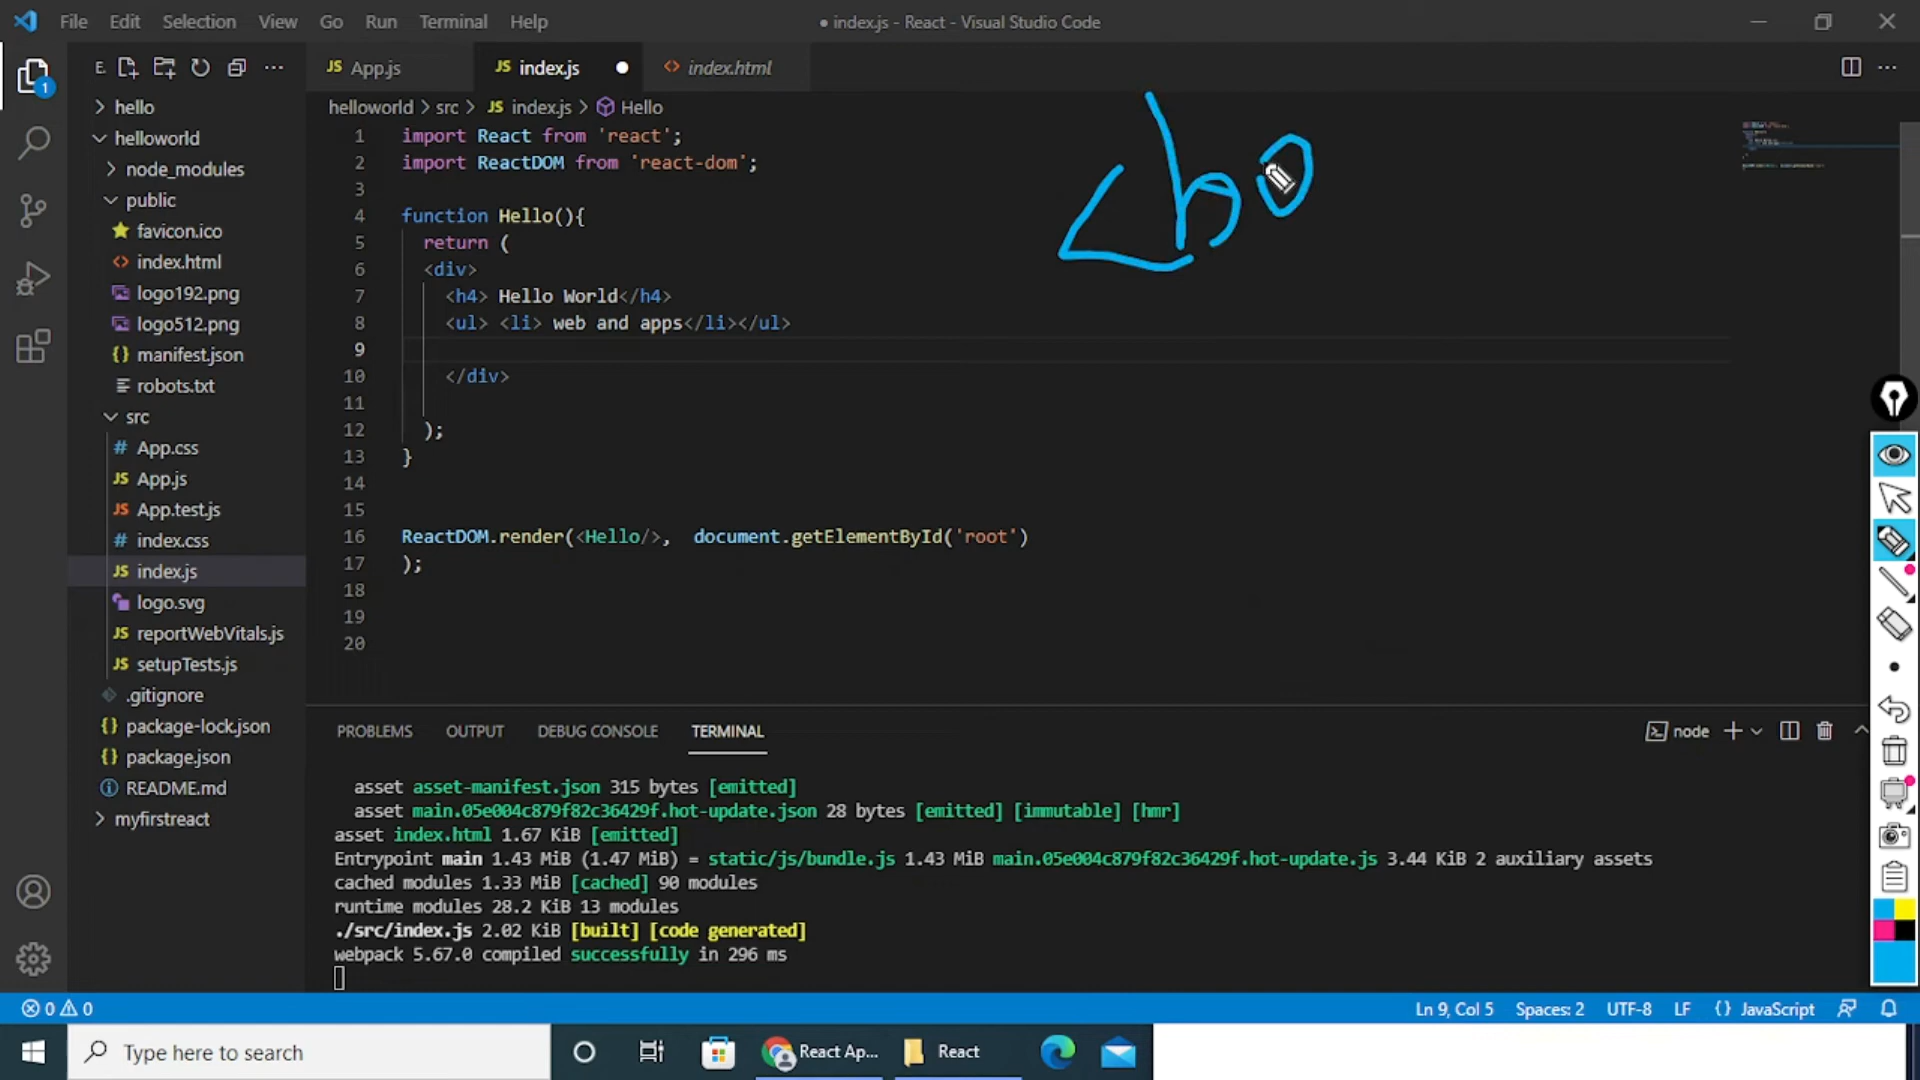 File Edit Selection View Go Run Terminal Help ● index.js - React - Visual Studio Code
E.
JS App.js JS index.js ● <> index.html
helloworld > src > JS index.js > Hello
1
hello
helloworld
node_modules
public
favicon.ico
<> index.html
logo192.png
logo512.png
{} manifest.json
robots.txt
src
# App.css
JS App.js
JS App.test.js
# index.css
JS index.js
logo.svg
JS reportWebVitals.js
JS setupTests.js
.gitignore
{} package-lock.json
{} package.json
README.md
myfirstreact
1 import React from 'react';
2 import ReactDOM from 'react-dom';
3
4 function Hello(){
5 return (
6 <div>
7 <h4> Hello World</h4>
8 <ul> <li> web and apps</li></ul>
9
10 </div>
11
12 );
13 }
14
15
16 ReactDOM.render(<Hello/>, document.getElementById('root')
17 );
18
19
20
<bo
PROBLEMS OUTPUT DEBUG CONSOLE TERMINAL node
asset asset-manifest.json 315 bytes [emitted]
asset main.05e004c879f82c36429f.hot-update.json 28 bytes [emitted] [immutable] [hmr]
asset index.html 1.67 KiB [emitted]
Entrypoint main 1.43 MiB (1.47 MiB) = static/js/bundle.js 1.43 MiB main.05e004c879f82c36429f.hot-update.js 3.44 KiB 2 auxiliary assets
cached modules 1.33 MiB [cached] 90 modules
runtime modules 28.2 KiB 13 modules
./src/index.js 2.02 KiB [built] [code generated]
webpack 5.67.0 compiled successfully in 296 ms
0 0 Ln 9, Col 5 Spaces: 2 UTF-8 LF {} JavaScript
Type here to search React Ap... React